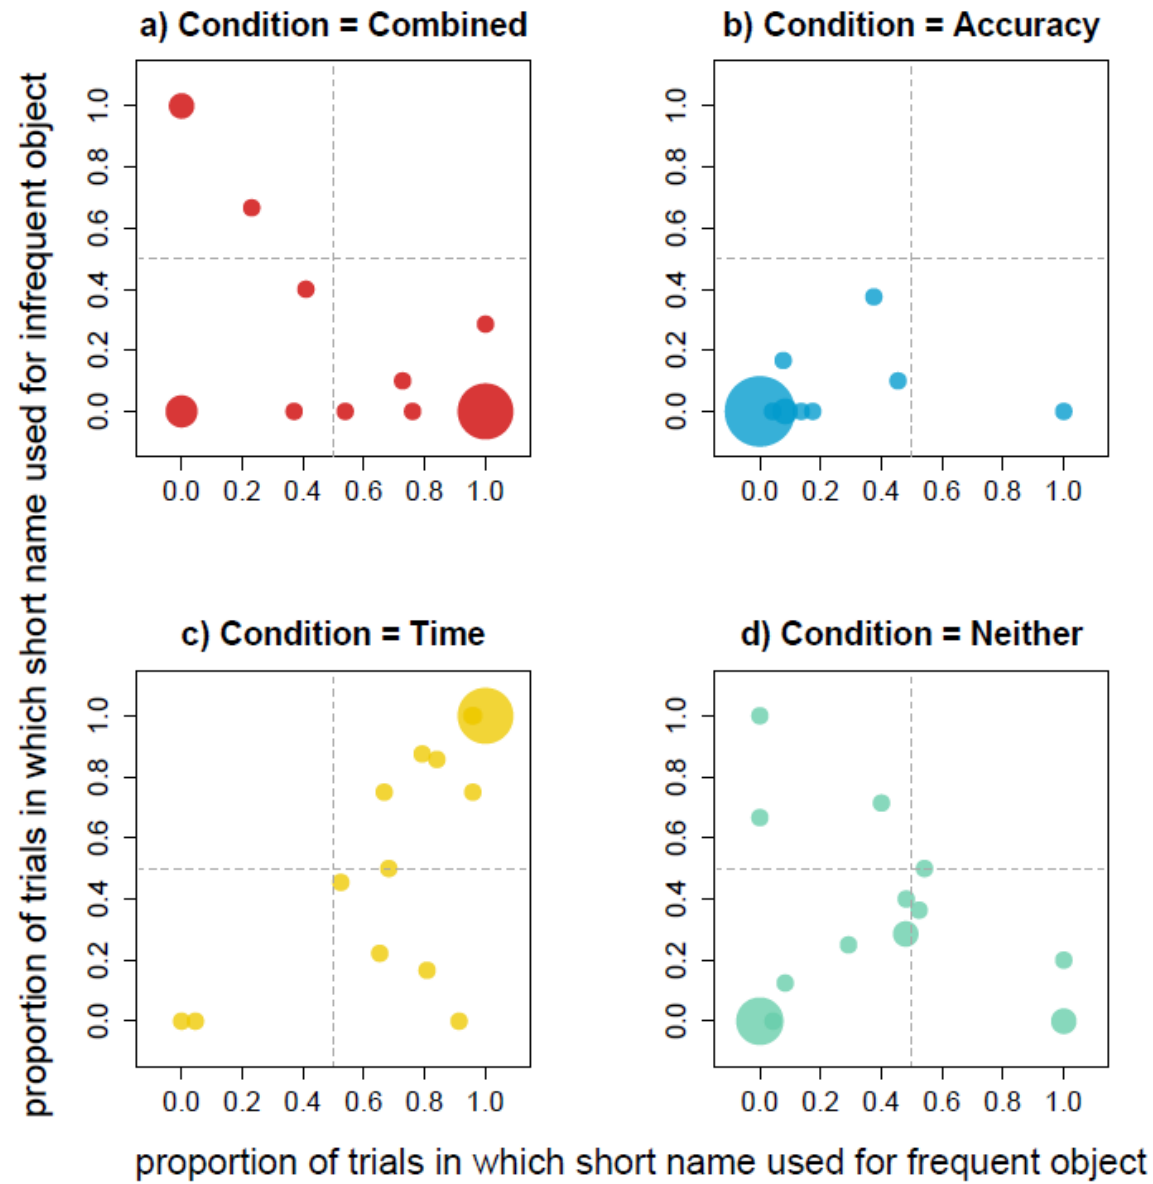 a) Condition = Combined
b) Condition = Accuracy
proportion of trials in which short name used for infrequent object
1.0
0.8
0.6
0.4
0.2
0.0
0.0 0.2 0.4 0.6 0.8 1.0
1.0
0.8
0.6
0.4
0.2
0.0
0.0 0.2 0.4 0.6 0.8 1.0
c) Condition = Time
d) Condition = Neither
1.0
0.8
0.6
0.4
0.2
0.0
0.0 0.2 0.4 0.6 0.8 1.0
1.0
0.8
0.6
0.4
0.2
0.0
0.0 0.2 0.4 0.6 0.8 1.0
proportion of trials in which short name used for frequent object